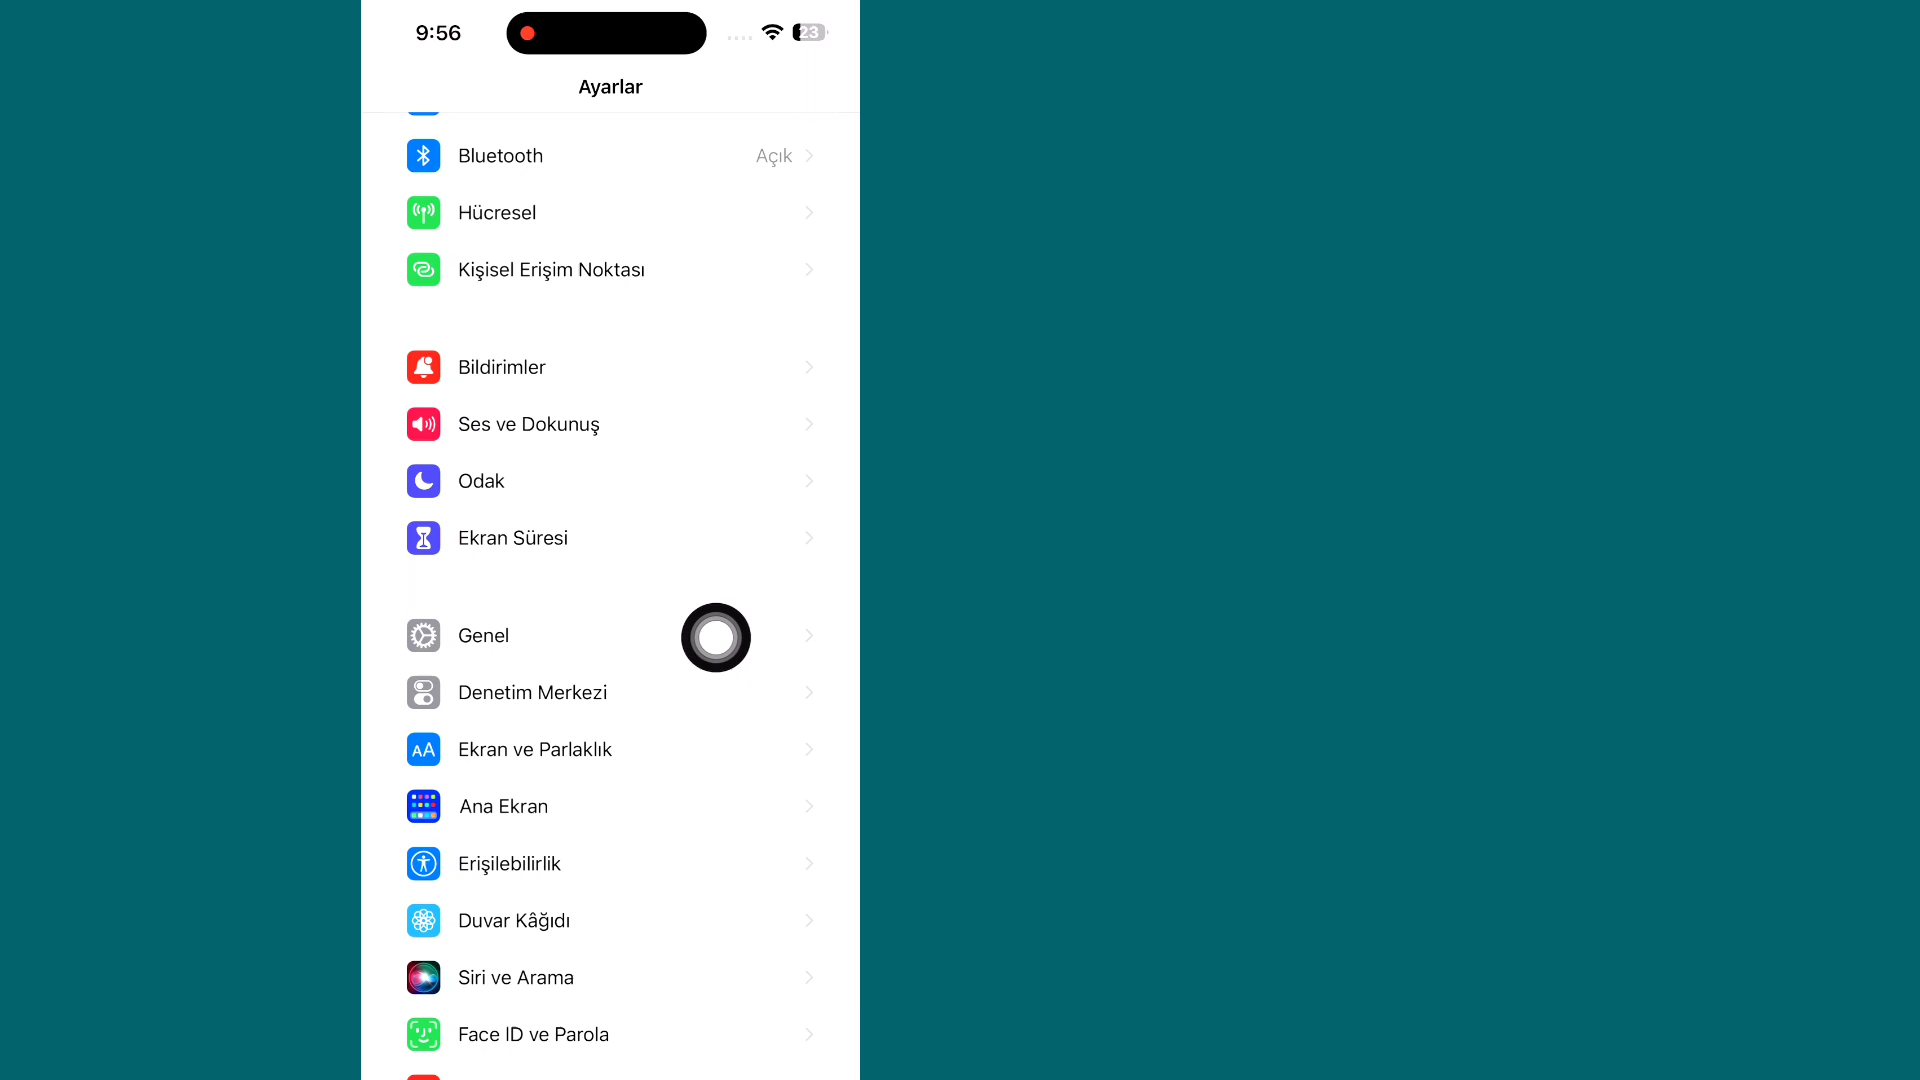 9:56
23
Ayarlar
Bluetooth Açık
Hücresel
Kişisel Erişim Noktası
Bildirimler
Ses ve Dokunuş
Odak
Ekran Süresi
Genel
Denetim Merkezi
AA Ekran ve Parlaklık
Ana Ekran
Erişilebilirlik
Duvar Kâğıdı
Siri ve Arama
Face ID ve Parola